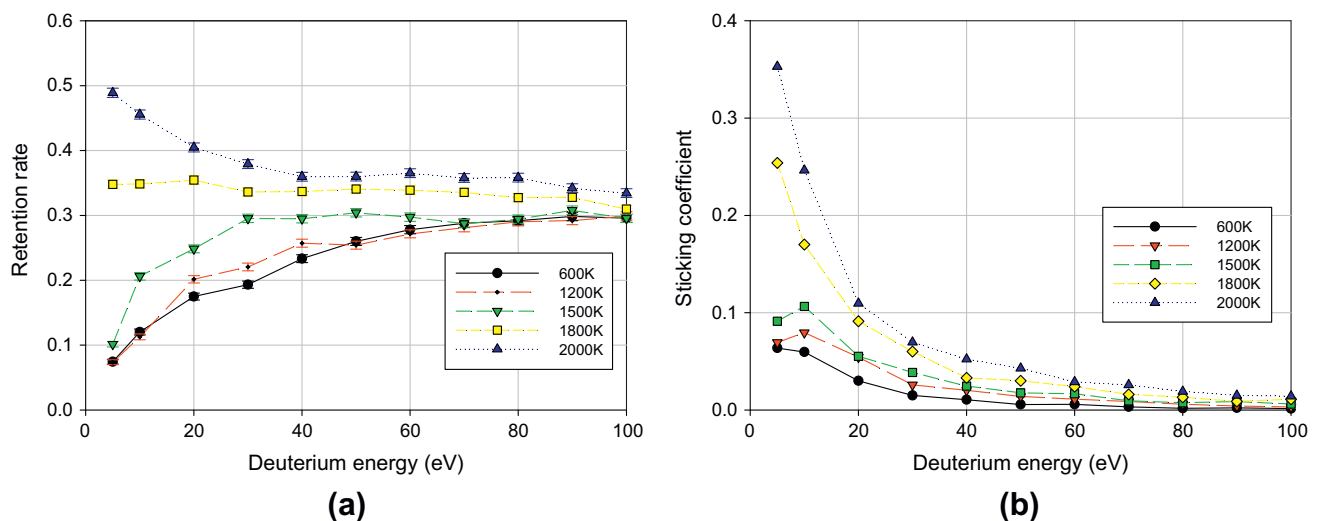 0.6
0.5
0.4
0.3
0.2
0.1
0.0
Retention rate
0 20 40 60 80 100
Deuterium energy (eV)
600K
1200K
1500K
1800K
2000K
(a)
0.4
0.3
0.2
0.1
0.0
Sticking coefficient
0 20 40 60 80 100
Deuterium energy (eV)
600K
1200K
1500K
1800K
2000K
(b)